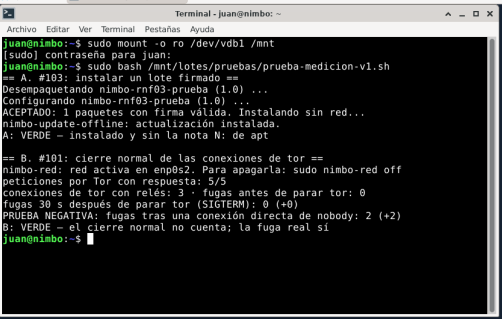 Terminal - juan@nimbo: ~
Archivo Editar Ver Terminal Pestañas Ayuda
juan@nimbo:~$ sudo mount -o ro /dev/vdb1 /mnt
[sudo] contraseña para juan:
juan@nimbo:~$ sudo bash /mnt/lotes/pruebas/prueba-medicion-v1.sh
== A. #103: instalar un lote firmado ==
Desempaquetando nimbo-rnf03-prueba (1.0) ...
Configurando nimbo-rnf03-prueba (1.0) ...
ACEPTADO: 1 paquetes con firma válida. Instalando sin red...
nimbo-update-offline: actualización instalada.
A: VERDE — instalado y sin la nota N: de apt

== B. #101: cierre normal de las conexiones de tor ==
nimbo-red: red activa en enp0s2. Para apagarla: sudo nimbo-red off
peticiones por Tor con respuesta: 5/5
conexiones de tor con relés: 3 · fugas antes de parar tor: 0
fugas 30 s después de parar tor (SIGTERM): 0 (+0)
PRUEBA NEGATIVA: fugas tras una conexión directa de nobody: 2 (+2)
B: VERDE — el cierre normal no cuenta; la fuga real sí
juan@nimbo:~$